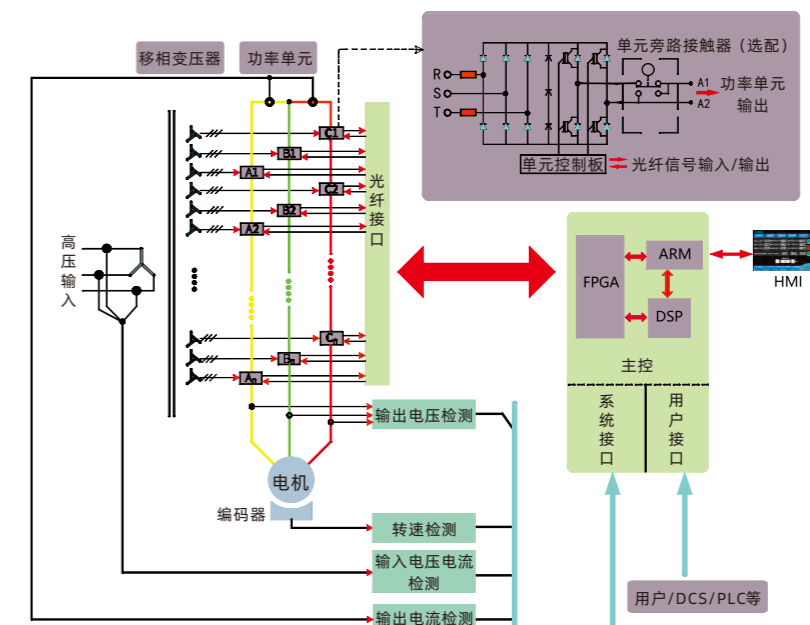 移相变压器
功率单元
单元旁路接触器（选配）
R
S
T
A1
A2
功率单元
输出
单元控制板
光纤信号输入/输出
C1
B1
A1
C2
B2
A2
Cn
Bn
An
光纤接口
高压输入
FPGA
ARM
DSP
主控
HMI
系统接口
用户接口
输出电压检测
电机
编码器
转速检测
输入电压电流
检测
输出电流检测
用户/DCS/PLC等